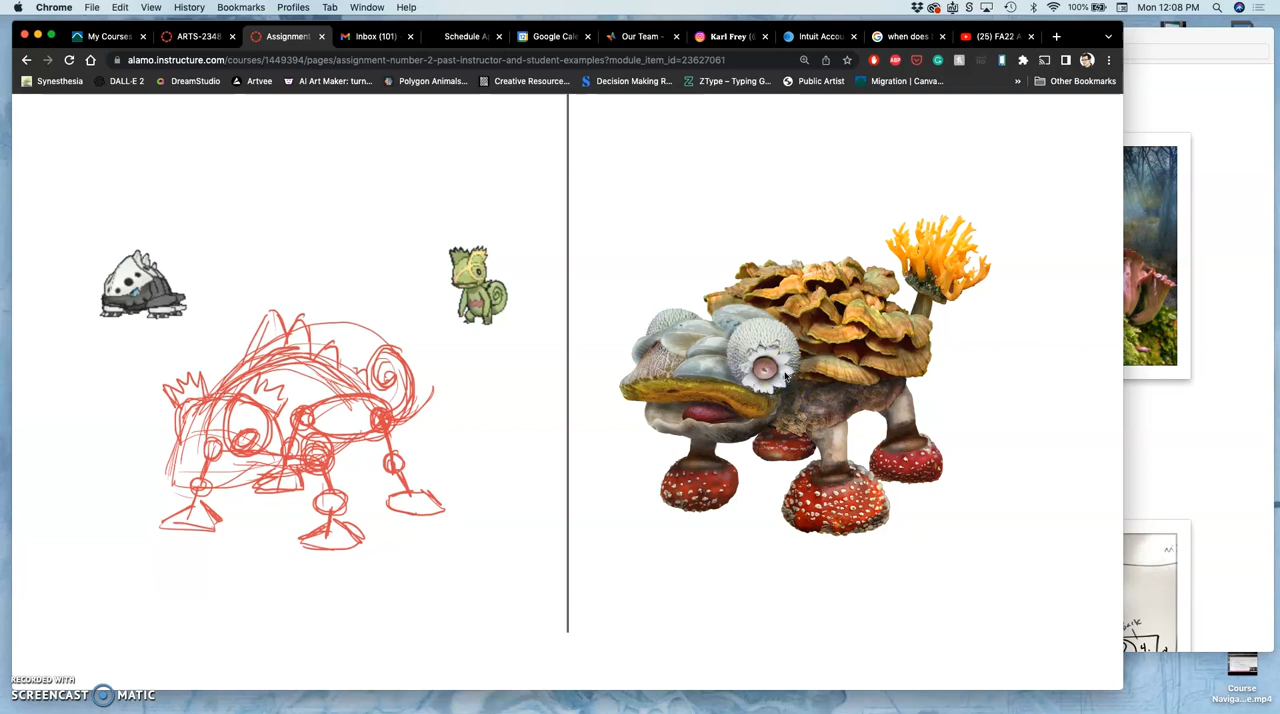 Chrome File Edit View History Bookmarks Profiles Tab Window Help 100% Mon 12:08 PM
My Courses ARTS-2348 Assignment Inbox (101) Schedule A Google Cale Our Team - Karl Frey ( Intuit Accou when does (25) FA22 A
alamo.instructure.com/courses/1449394/pages/assignment-number-2-past-instructor-and-student-examples?module_item_id=23627061
Synesthesia DALL·E 2 DreamStudio Artvee AI Art Maker: turn... Polygon Animals... Creative Resource... Decision Making R... ZType – Typing G... Public Artist Migration | Canva... » Other Bookmarks
4.
RECORDED WITH
SCREENCAST MATIC
Course
Naviga...e.mp4